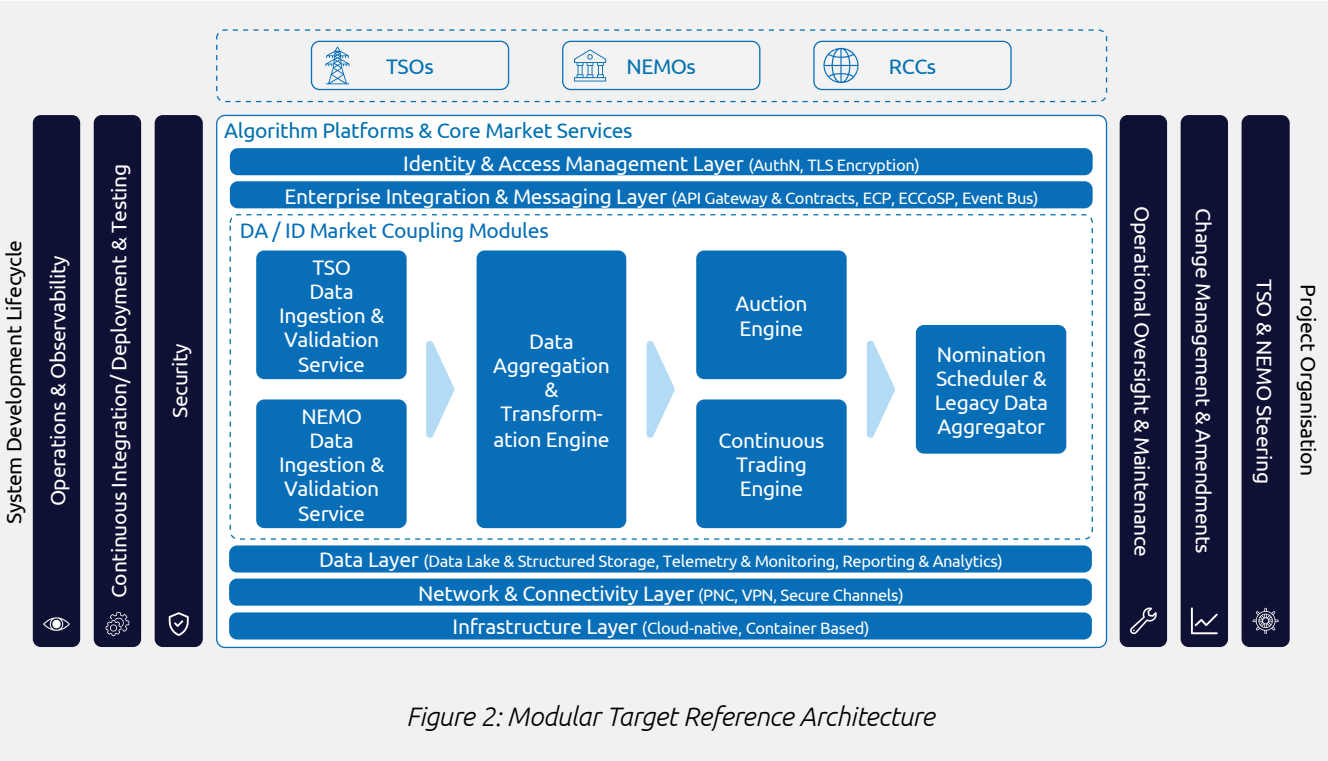 TSOs
NEMOs
RCCs
System Development Lifecycle
Operations & Observability
Continuous Integration/ Deployment & Testing
Security
Algorithm Platforms & Core Market Services
Identity & Access Management Layer (AuthN, TLS Encryption)
Enterprise Integration & Messaging Layer (API Gateway & Contracts, ECP, ECCoSP, Event Bus)
DA / ID Market Coupling Modules
TSO
Data
Ingestion &
Validation
Service
NEMO
Data
Ingestion &
Validation
Service
Data
Aggregation
&
Transform-
ation Engine
Auction
Engine
Continuous
Trading
Engine
Nomination
Scheduler &
Legacy Data
Aggregator
Data Layer (Data Lake & Structured Storage, Telemetry & Monitoring, Reporting & Analytics)
Network & Connectivity Layer (PNC, VPN, Secure Channels)
Infrastructure Layer (Cloud-native, Container Based)
Operational Oversight & Maintenance
Change Management & Amendments
TSO & NEMO Steering
Project Organisation
Figure 2: Modular Target Reference Architecture